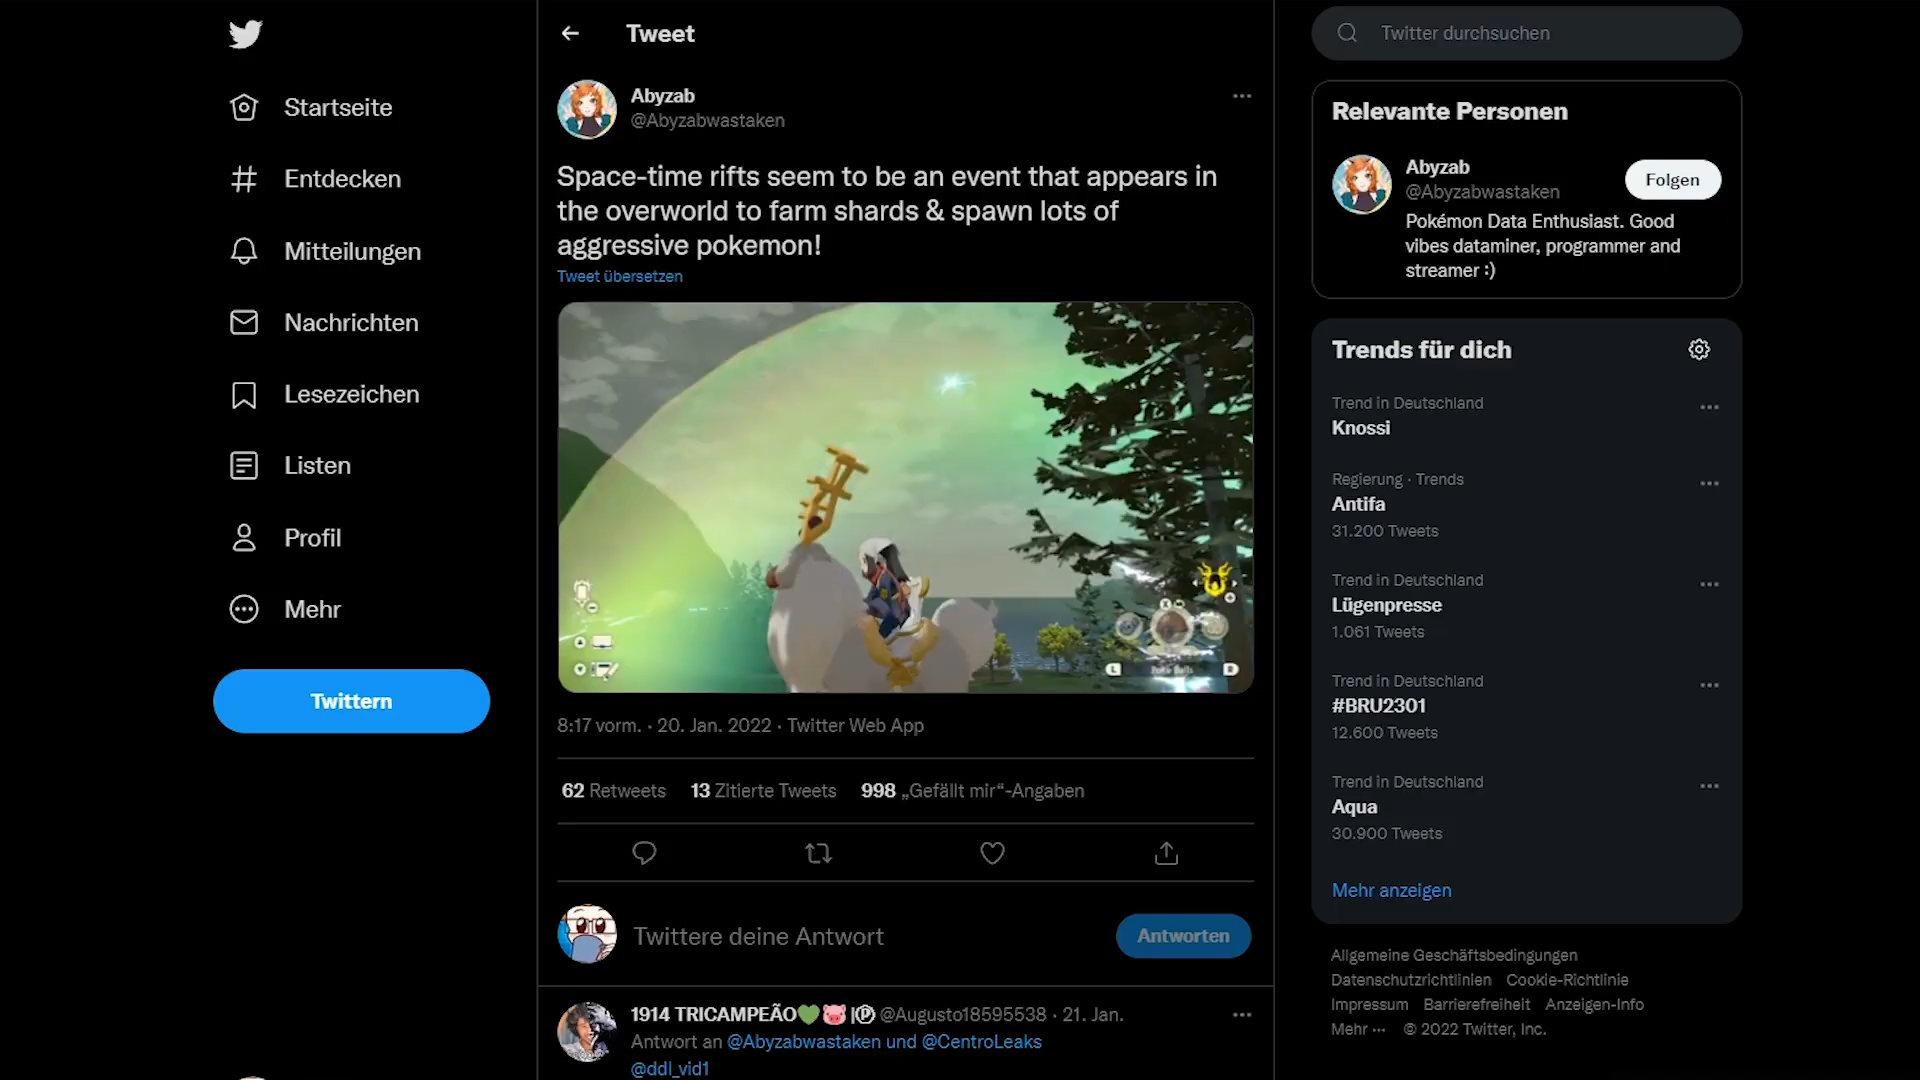 Startseite
Entdecken
Mitteilungen
Nachrichten
Lesezeichen
Listen
Profil
Mehr
Twittern
Tweet
Abyzab
@Abyzabwastaken
Space-time rifts seem to be an event that appears in
the overworld to farm shards & spawn lots of
aggressive pokemon!
Tweet übersetzen
X
L
Poké Balls
R
8:17 vorm. · 20. Jan. 2022 · Twitter Web App
62 Retweets 13 Zitierte Tweets 998 „Gefällt mir“-Angaben
Twittere deine Antwort
Antworten
1914 TRICAMPEÃO💚🐷|Ⓟ @Augusto18595538 · 21. Jan.
Antwort an @Abyzabwastaken und @CentroLeaks
@ddl_vid1
Twitter durchsuchen
Relevante Personen
Abyzab
@Abyzabwastaken
Folgen
Pokémon Data Enthusiast. Good
vibes dataminer, programmer and
streamer :)
Trends für dich
Trend in Deutschland
Knossi
Regierung · Trends
Antifa
31.200 Tweets
Trend in Deutschland
Lügenpresse
1.061 Tweets
Trend in Deutschland
#BRU2301
12.600 Tweets
Trend in Deutschland
Aqua
30.900 Tweets
Mehr anzeigen
Allgemeine Geschäftsbedingungen
Datenschutzrichtlinien Cookie-Richtlinie
Impressum Barrierefreiheit Anzeigen-Info
Mehr ··· © 2022 Twitter, Inc.